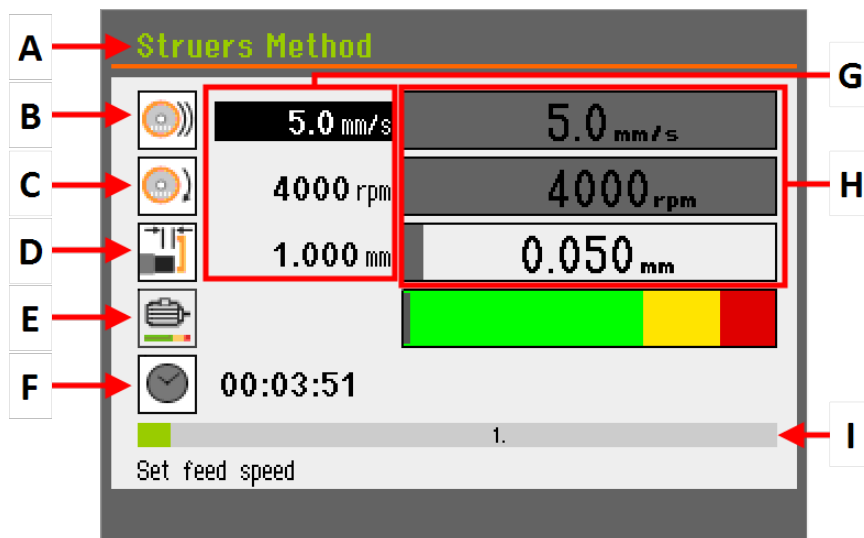 A
Struers Method
G
B
5.0 mm/s
5.0 mm/s
C
4000 rpm
4000 rpm
H
D
1.000 mm
0.050 mm
E
F
00:03:51
1.
I
Set feed speed